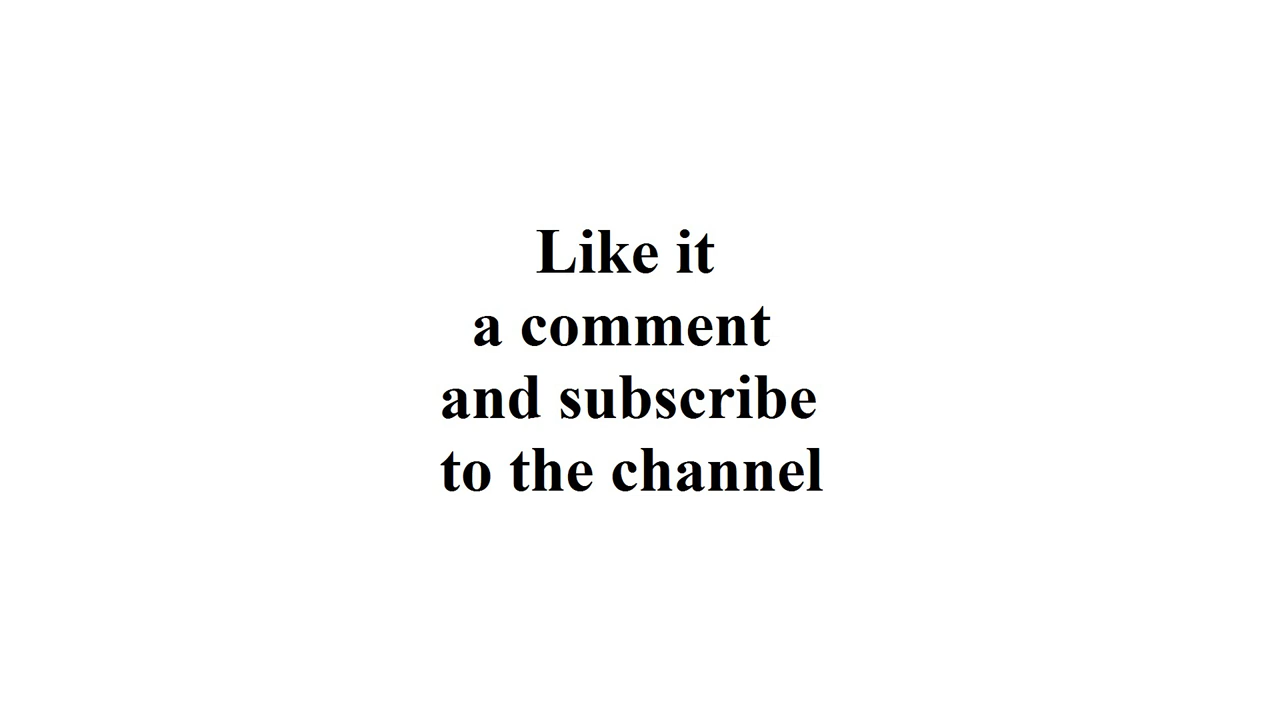 Like it
a comment
and subscribe
to the channel